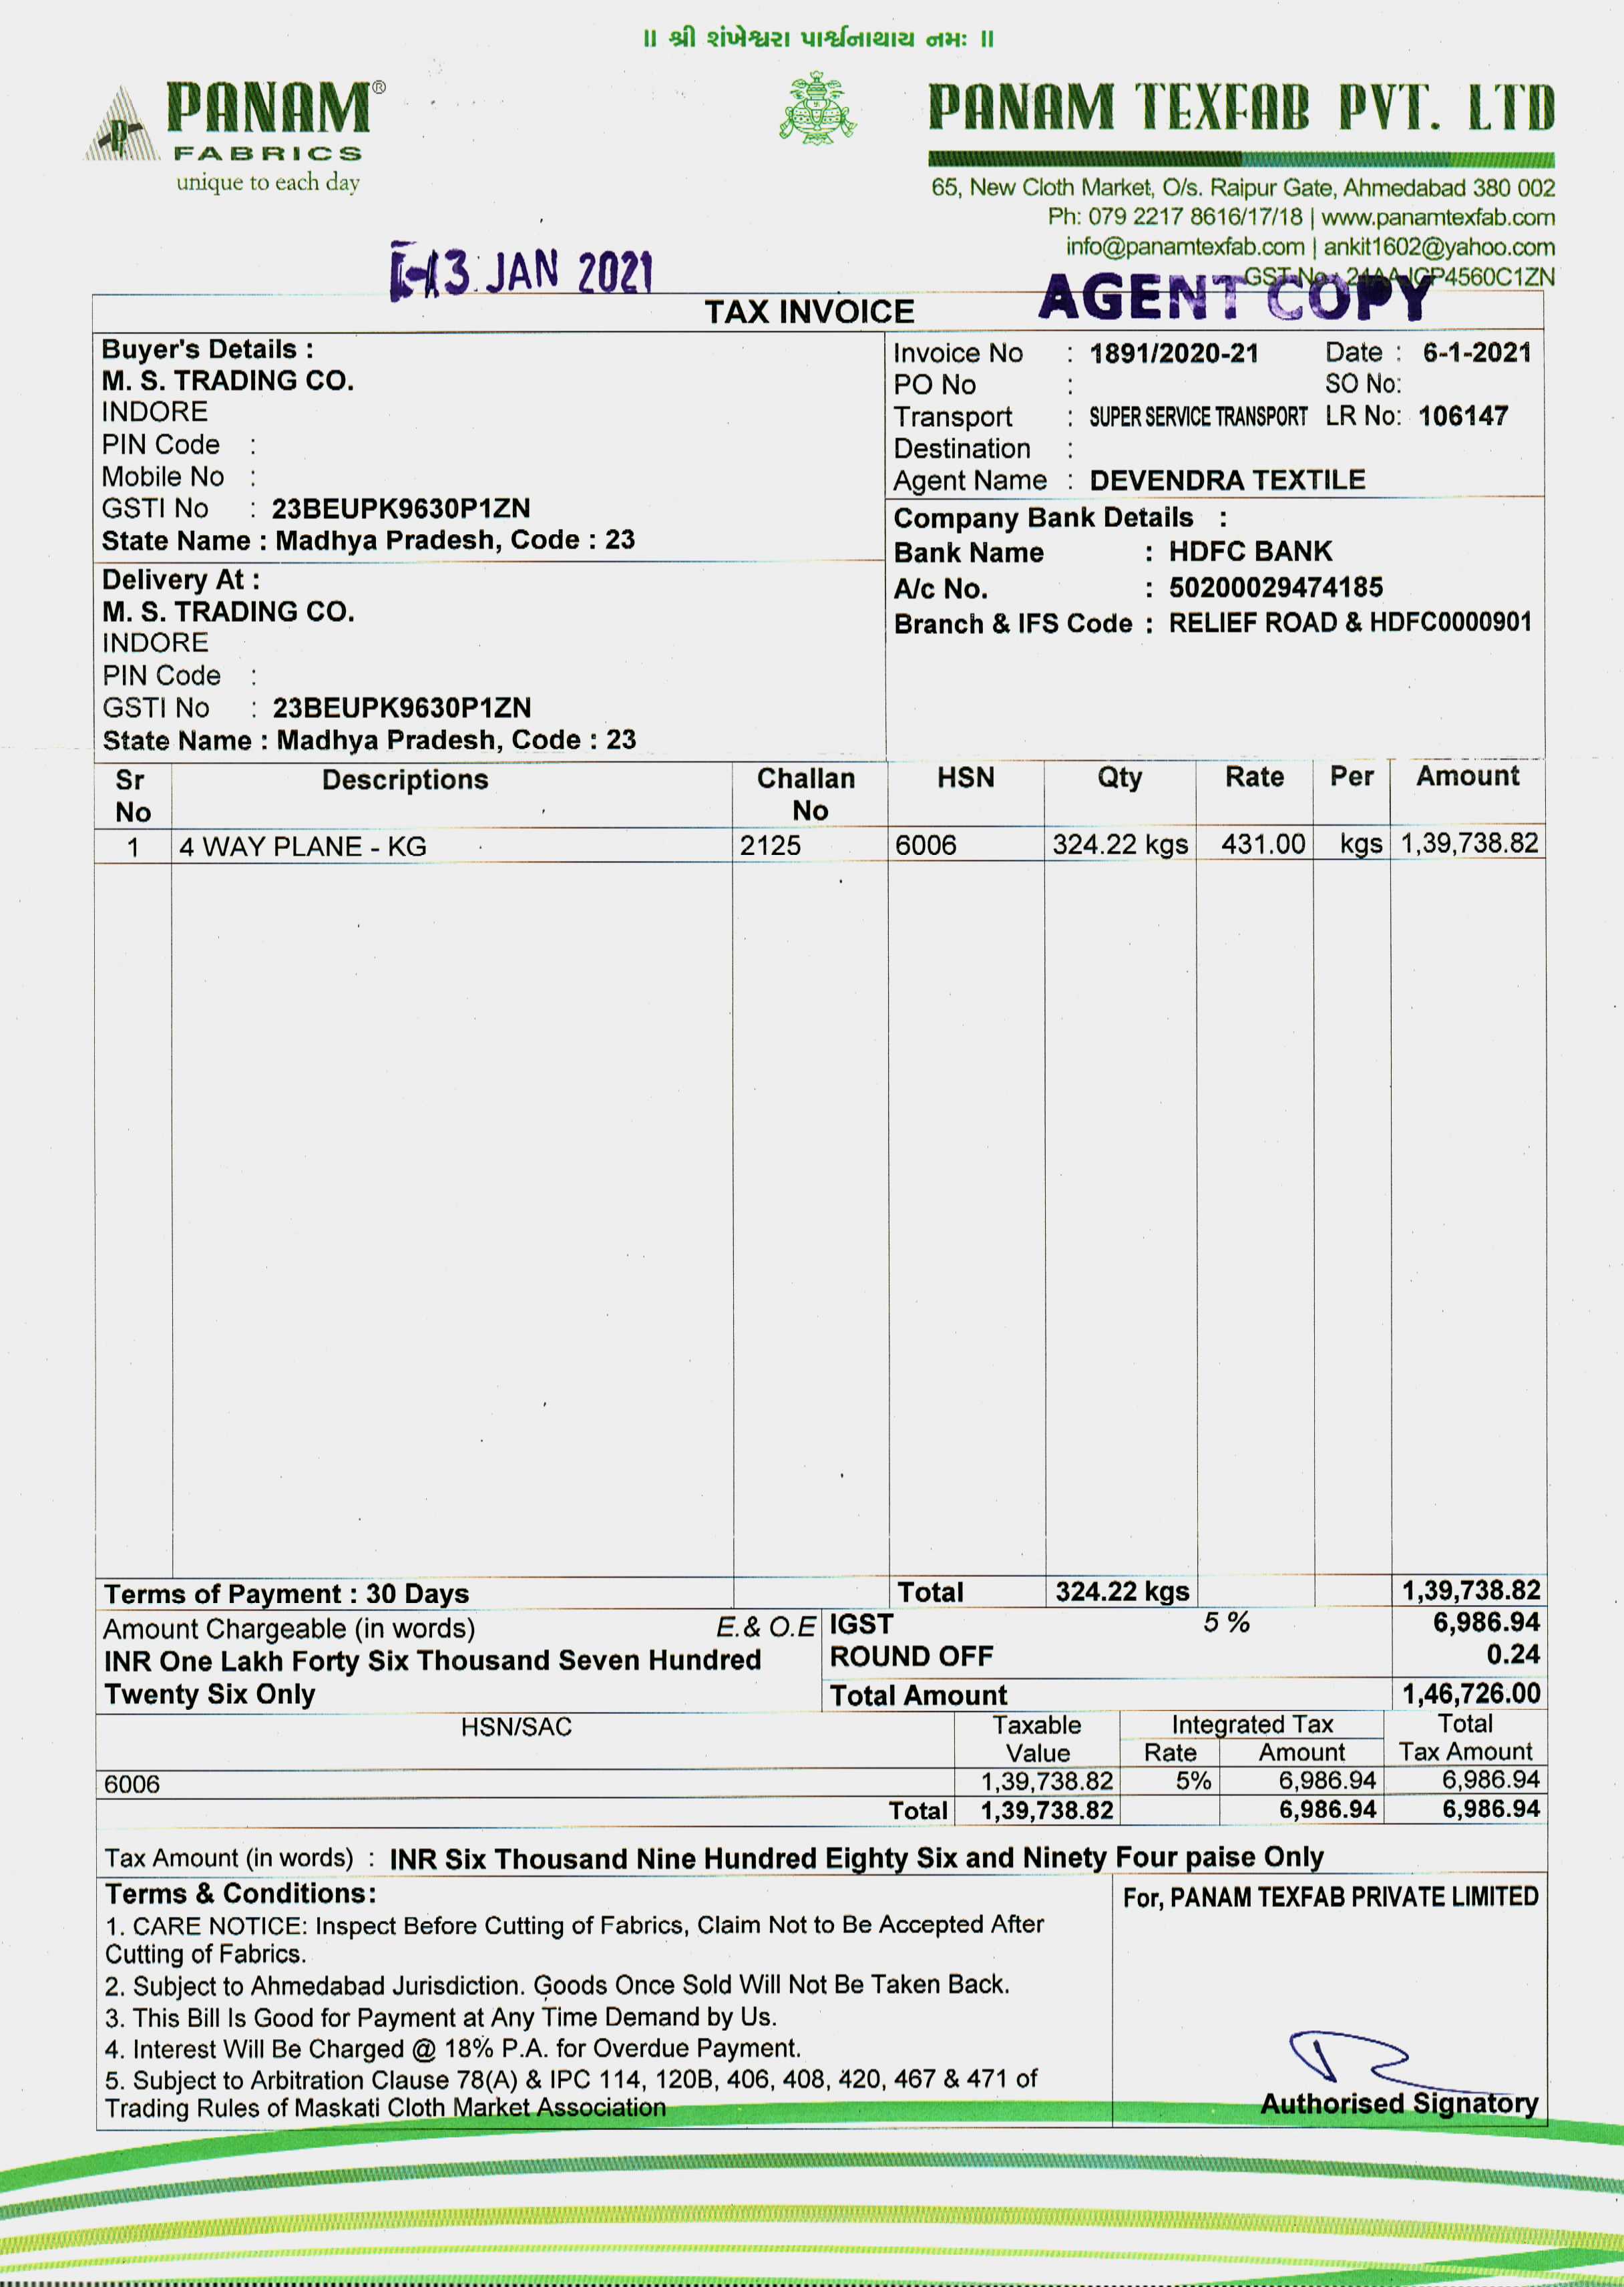 ॥ શ્રી શંખેશ્વરા પાર્શ્વનાથાય નમઃ ॥
PANAM®
FABRICS
unique to each day
PANAM TEXFAB PVT. LTD
65, New Cloth Market, O/s. Raipur Gate, Ahmedabad 380 002
Ph: 079 2217 8616/17/18 | www.panamtexfab.com
info@panamtexfab.com | ankit1602@yahoo.com
GST No.: 24AAJCP4560C1ZN
13 JAN 2021
AGENT COPY
TAX INVOICE
Buyer's Details :
M. S. TRADING CO.
INDORE
PIN Code :
Mobile No :
GSTI No : 23BEUPK9630P1ZN
State Name : Madhya Pradesh, Code : 23
Delivery At :
M. S. TRADING CO.
INDORE
PIN Code :
GSTI No : 23BEUPK9630P1ZN
State Name : Madhya Pradesh, Code : 23
Invoice No : 1891/2020-21 Date : 6-1-2021
PO No : SO No:
Transport : SUPER SERVICE TRANSPORT LR No: 106147
Destination :
Agent Name : DEVENDRA TEXTILE
Company Bank Details :
Bank Name : HDFC BANK
A/c No. : 50200029474185
Branch & IFS Code : RELIEF ROAD & HDFC0000901
Sr No Descriptions Challan No HSN Qty Rate Per Amount
1 4 WAY PLANE - KG 2125 6006 324.22 kgs 431.00 kgs 1,39,738.82
Terms of Payment : 30 Days Total 324.22 kgs 1,39,738.82
Amount Chargeable (in words) E.& O.E IGST 5 % 6,986.94
INR One Lakh Forty Six Thousand Seven Hundred ROUND OFF 0.24
Twenty Six Only Total Amount 1,46,726.00
HSN/SAC Taxable Value Integrated Tax Total Tax Amount
Rate Amount
6006 1,39,738.82 5% 6,986.94 6,986.94
Total 1,39,738.82 6,986.94 6,986.94
Tax Amount (in words) : INR Six Thousand Nine Hundred Eighty Six and Ninety Four paise Only
Terms & Conditions:
1. CARE NOTICE: Inspect Before Cutting of Fabrics, Claim Not to Be Accepted After
Cutting of Fabrics.
2. Subject to Ahmedabad Jurisdiction. Goods Once Sold Will Not Be Taken Back.
3. This Bill Is Good for Payment at Any Time Demand by Us.
4. Interest Will Be Charged @ 18% P.A. for Overdue Payment.
5. Subject to Arbitration Clause 78(A) & IPC 114, 120B, 406, 408, 420, 467 & 471 of
Trading Rules of Maskati Cloth Market Association
For, PANAM TEXFAB PRIVATE LIMITED
Authorised Signatory